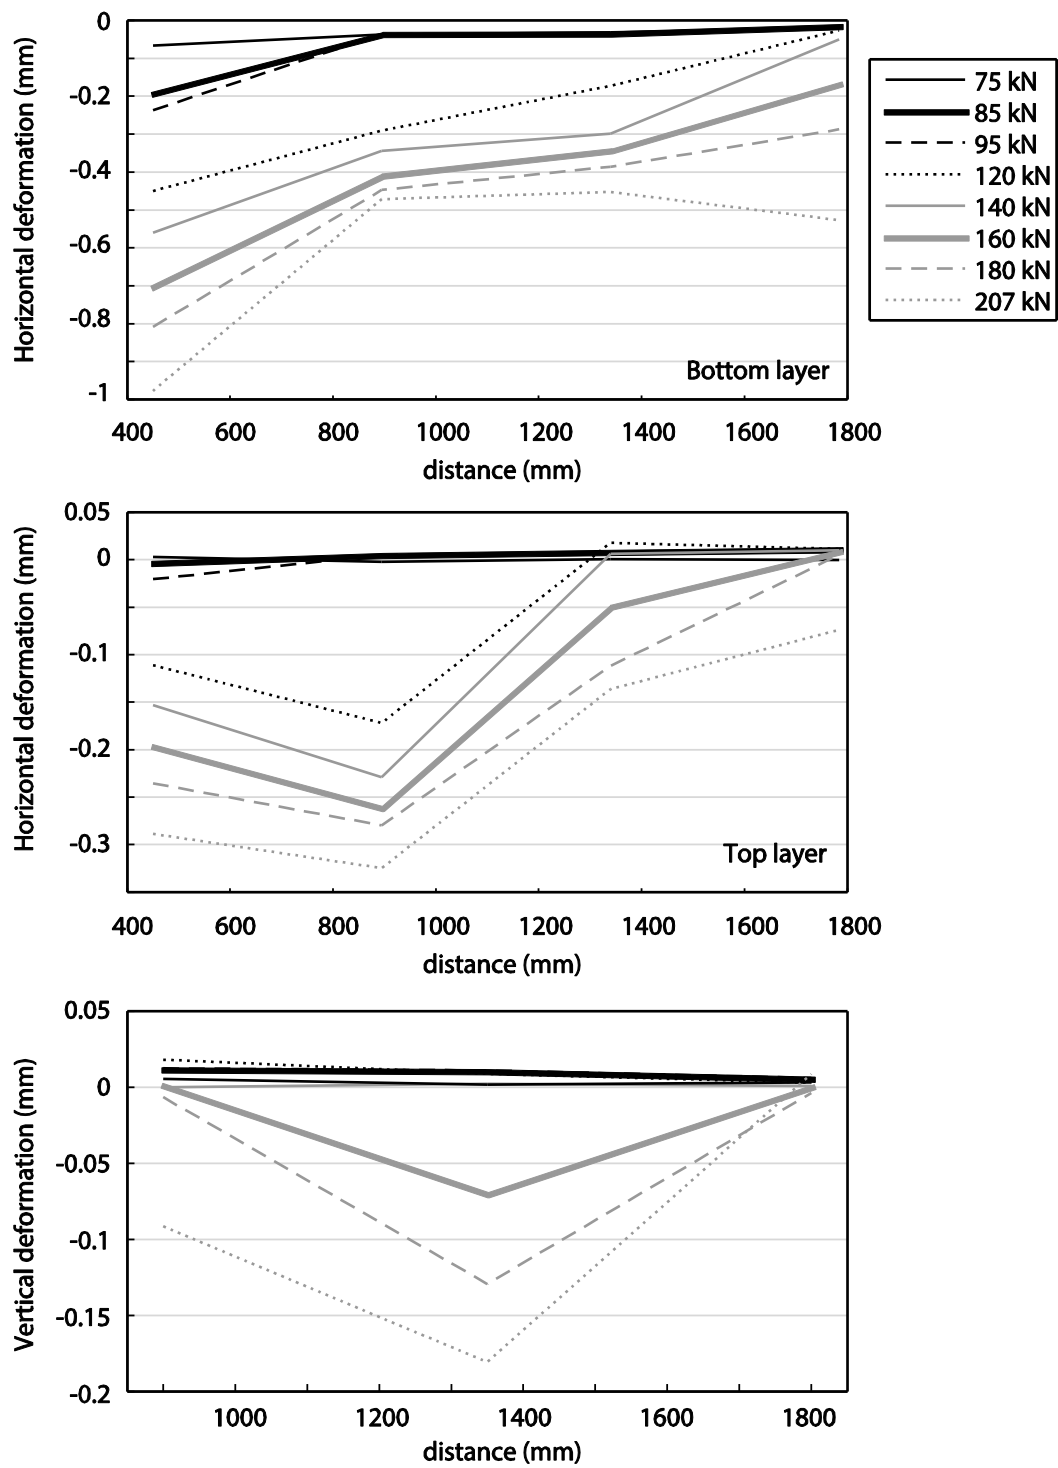 Horizontal deformation (mm)
0
-0.2
-0.4
-0.6
-0.8
-1
400 600 800 1000 1200 1400 1600 1800
distance (mm)
Bottom layer
75 kN
85 kN
95 kN
120 kN
140 kN
160 kN
180 kN
207 kN
Horizontal deformation (mm)
0.05
0
-0.1
-0.2
-0.3
400 600 800 1000 1200 1400 1600 1800
distance (mm)
Top layer
Vertical deformation (mm)
0.05
0
-0.05
-0.1
-0.15
-0.2
1000 1200 1400 1600 1800
distance (mm)